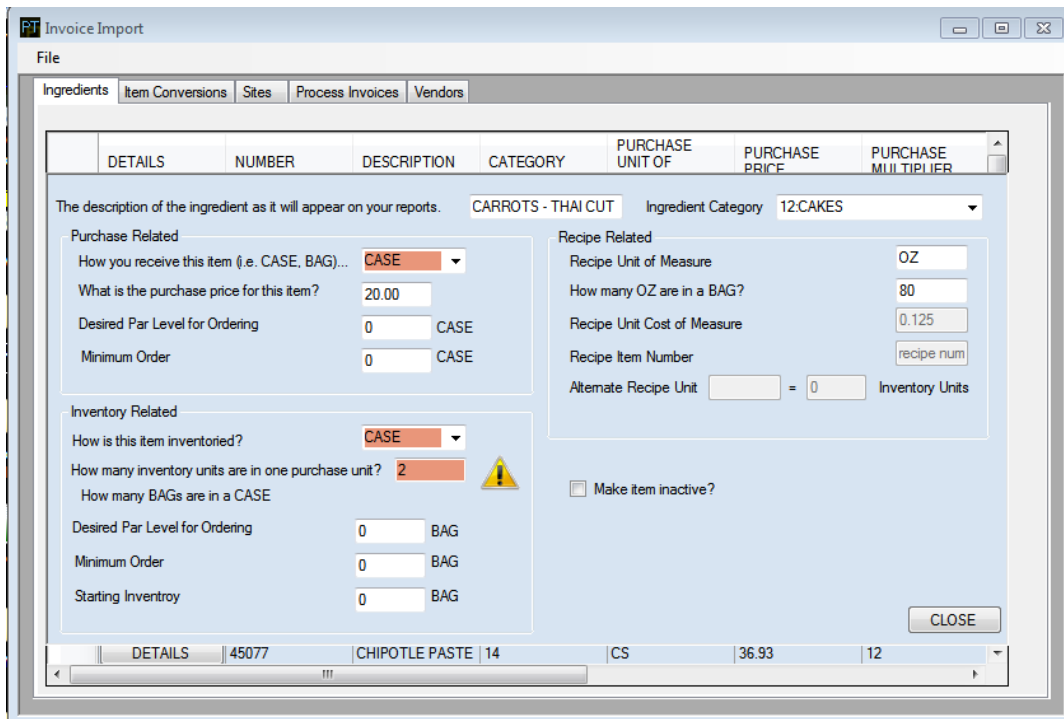 PJT Invoice Import
File
Ingredients Item Conversions Sites Process Invoices Vendors
DETAILS NUMBER DESCRIPTION CATEGORY PURCHASE UNIT OF PURCHASE PRICE PURCHASE MULTIPLIER
The description of the ingredient as it will appear on your reports. CARROTS - THAI CUT Ingredient Category 12:CAKES
Purchase Related
How you receive this item (i.e. CASE, BAG)... CASE
What is the purchase price for this item? 20.00
Desired Par Level for Ordering 0 CASE
Minimum Order 0 CASE
Recipe Related
Recipe Unit of Measure OZ
How many OZ are in a BAG? 80
Recipe Unit Cost of Measure 0.125
Recipe Item Number recipe num
Alternate Recipe Unit = 0 Inventory Units
Inventory Related
How is this item inventoried? CASE
How many inventory units are in one purchase unit? 2
How many BAGs are in a CASE
Desired Par Level for Ordering 0 BAG
Minimum Order 0 BAG
Starting Inventroy 0 BAG
Make item inactive?
CLOSE
DETAILS 45077 CHIPOTLE PASTE 14 CS 36.93 12